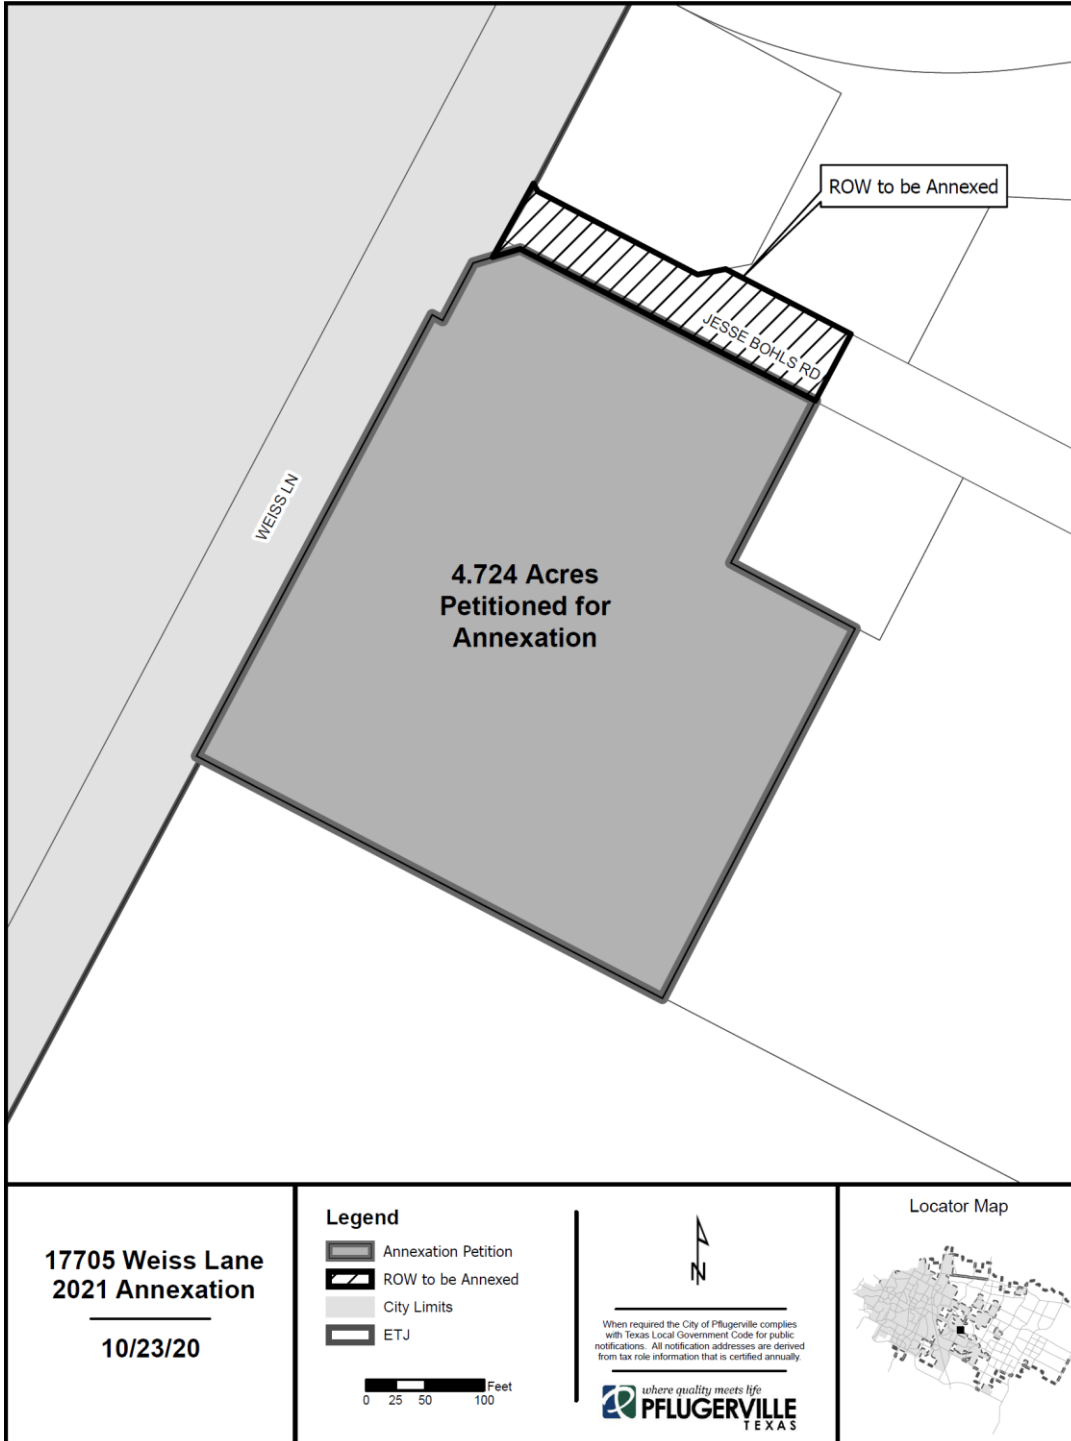 ROW to be Annexed
JESSE BOHLS RD
WEISS LN
4.724 Acres
Petitioned for
Annexation
17705 Weiss Lane
2021 Annexation
10/23/20
Legend
Annexation Petition
ROW to be Annexed
City Limits
ETJ
Feet
0 25 50 100
N
When required the City of Pflugerville complies
with Texas Local Government Code for public
notifications. All notification addresses are derived
from tax role information that is certified annually.
where quality meets life
PFLUGERVILLE
TEXAS
Locator Map